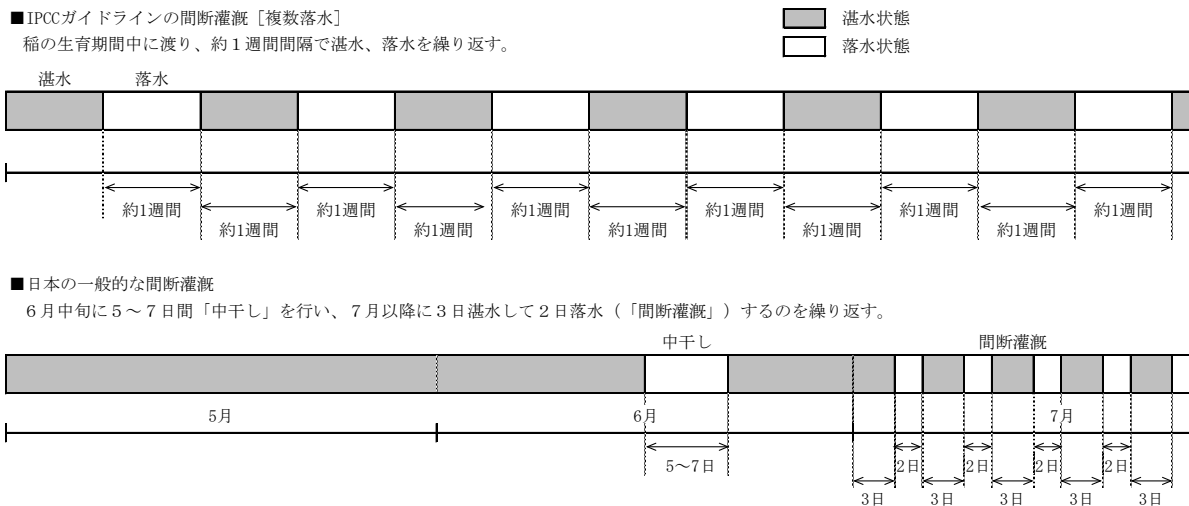 ■IPCCガイドラインの間断灌漑［複数落水］
稲の生育期間中に渡り、約１週間間隔で湛水、落水を繰り返す。
湛水状態
落水状態
湛水 落水
約1週間 約1週間 約1週間 約1週間 約1週間 約1週間
約1週間 約1週間 約1週間 約1週間 約1週間
■日本の一般的な間断灌漑
６月中旬に５～７日間「中干し」を行い、７月以降に３日湛水して２日落水（「間断灌漑」）するのを繰り返す。
中干し 間断灌漑
5月 6月 7月
5～7日 2日 2日 2日 2日
3日 3日 3日 3日 3日